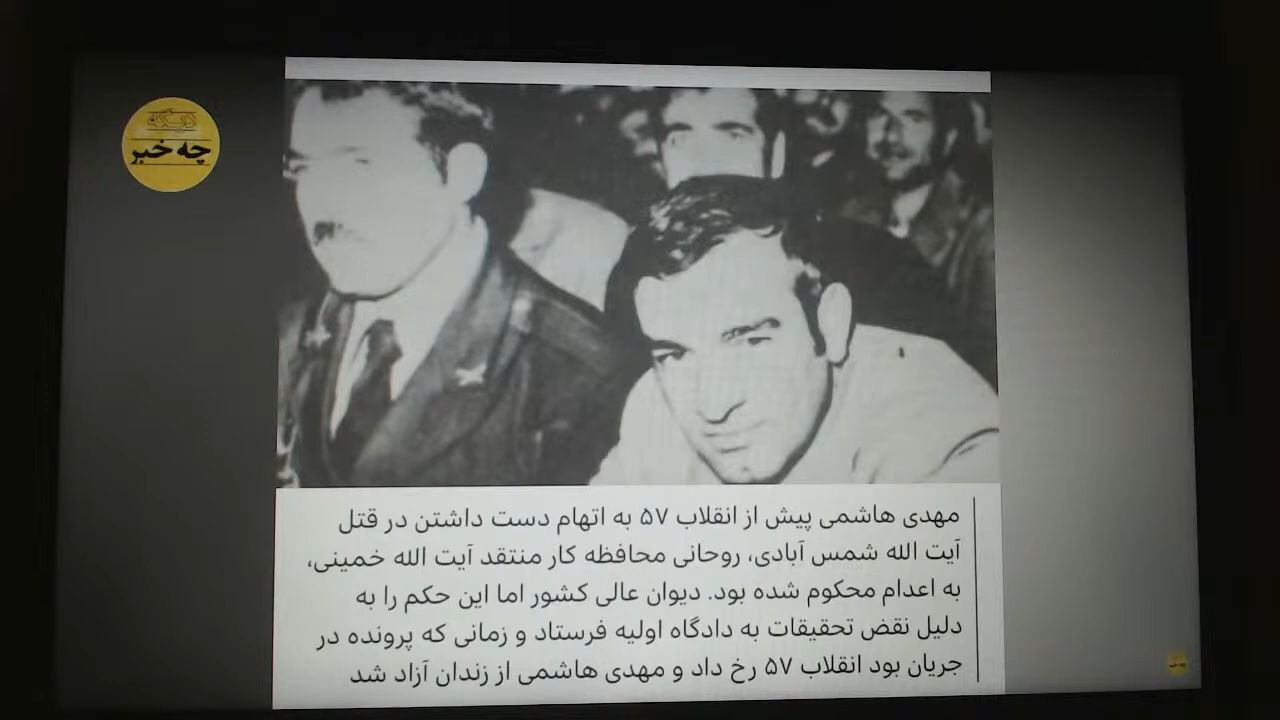 دیگه
چه خبر
مهدی هاشمی پیش از انقلاب ۵۷ به اتهام دست داشتن در قتل
آیت الله شمس آبادی، روحانی محافظه کار منتقد آیت الله خمینی،
به اعدام محکوم شده بود. دیوان عالی کشور اما این حکم را به
دلیل نقض تحقیقات به دادگاه اولیه فرستاد و زمانی که پرونده در
جریان بود انقلاب ۵۷ رخ داد و مهدی هاشمی از زندان آزاد شد